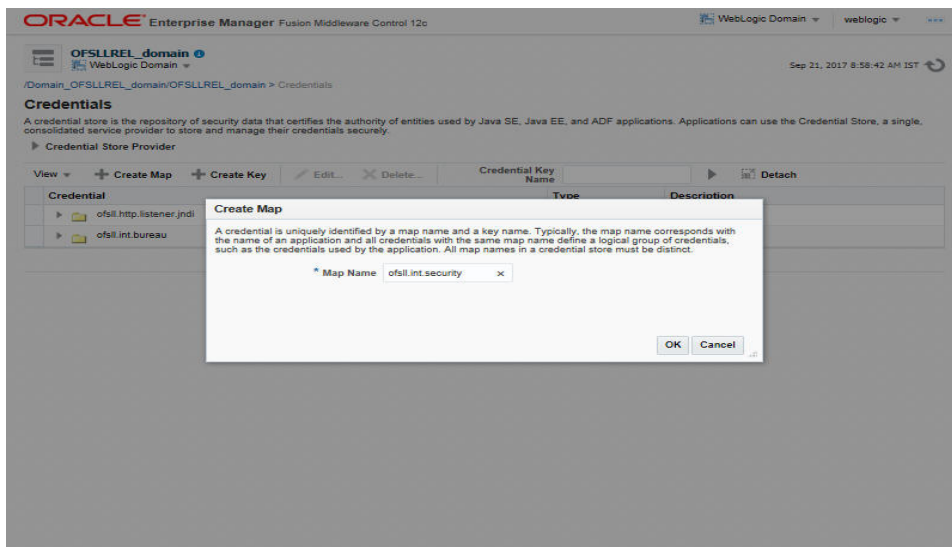 ORACLE Enterprise Manager Fusion Middleware Control 12c
WebLogic Domain
weblogic
OFSLLREL_domain
WebLogic Domain
Sep 21, 2017 8:58:42 AM IST
/Domain_OFSLLREL_domain/OFSLLREL_domain > Credentials
Credentials
A credential store is the repository of security data that certifies the authority of entities used by Java SE, Java EE, and ADF applications. Applications can use the Credential Store, a single,
consolidated service provider to store and manage their credentials securely.
Credential Store Provider
View
Create Map
Create Key
Edit...
Delete...
Credential Key
Name
Detach
Credential
Type
Description
ofsll.http.listener.jndi
ofsll.int.bureau
Create Map
A credential is uniquely identified by a map name and a key name. Typically, the map name corresponds with
the name of an application and all credentials with the same map name define a logical group of credentials,
such as the credentials used by the application. All map names in a credential store must be distinct.
* Map Name ofsll.int.security
OK
Cancel